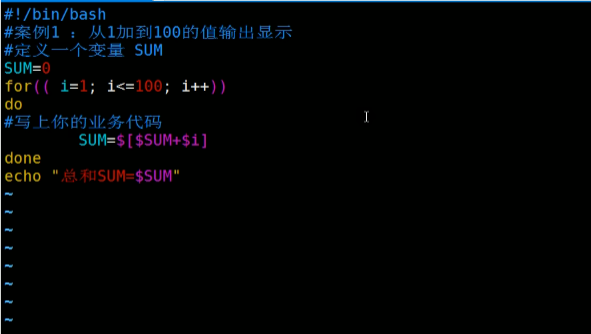 #!/bin/bash
#案例1 ：从1加到100的值输出显示
#定义一个变量 SUM
SUM=0
for(( i=1; i<=100; i++))
do
#写上你的业务代码
        SUM=$[$SUM+$i]
done
echo "总和SUM=$SUM"
~
~
~
~
~
~
~
~